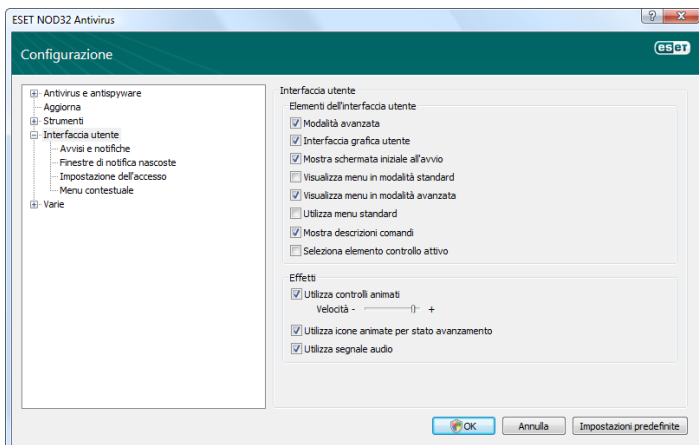 ESET NOD32 Antivirus
Configurazione
eset
Antivirus e antispyware
Aggiorna
Strumenti
Interfaccia utente
Avvisi e notifiche
Finestre di notifica nascoste
Impostazione dell'accesso
Menu contestuale
Varie
Interfaccia utente
Elementi dell'interfaccia utente
Modalità avanzata
Interfaccia grafica utente
Mostra schermata iniziale all'avvio
Visualizza menu in modalità standard
Visualizza menu in modalità avanzata
Utilizza menu standard
Mostra descrizioni comandi
Seleziona elemento controllo attivo
Effetti
Utilizza controlli animati
Velocità - +
Utilizza icone animate per stato avanzamento
Utilizza segnale audio
OK Annulla Impostazioni predefinite